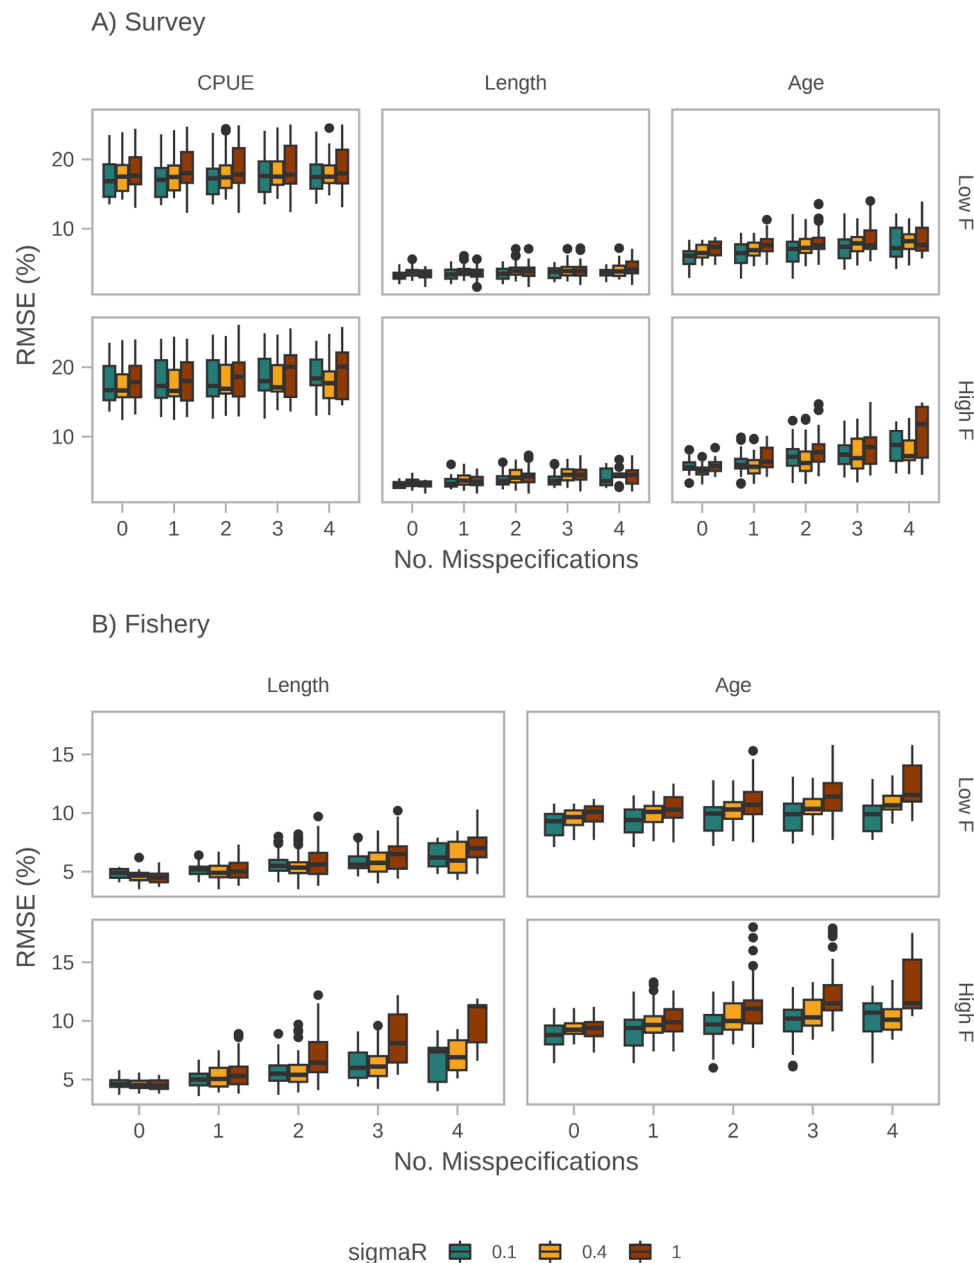 A) Survey
CPUE Length Age
20
10
Low F
20
10
High F
RMSE (%)
0 1 2 3 4 0 1 2 3 4 0 1 2 3 4
No. Misspecifications
B) Fishery
Length Age
15
10
5
Low F
15
10
5
High F
RMSE (%)
0 1 2 3 4 0 1 2 3 4
No. Misspecifications
sigmaR 0.1 0.4 1